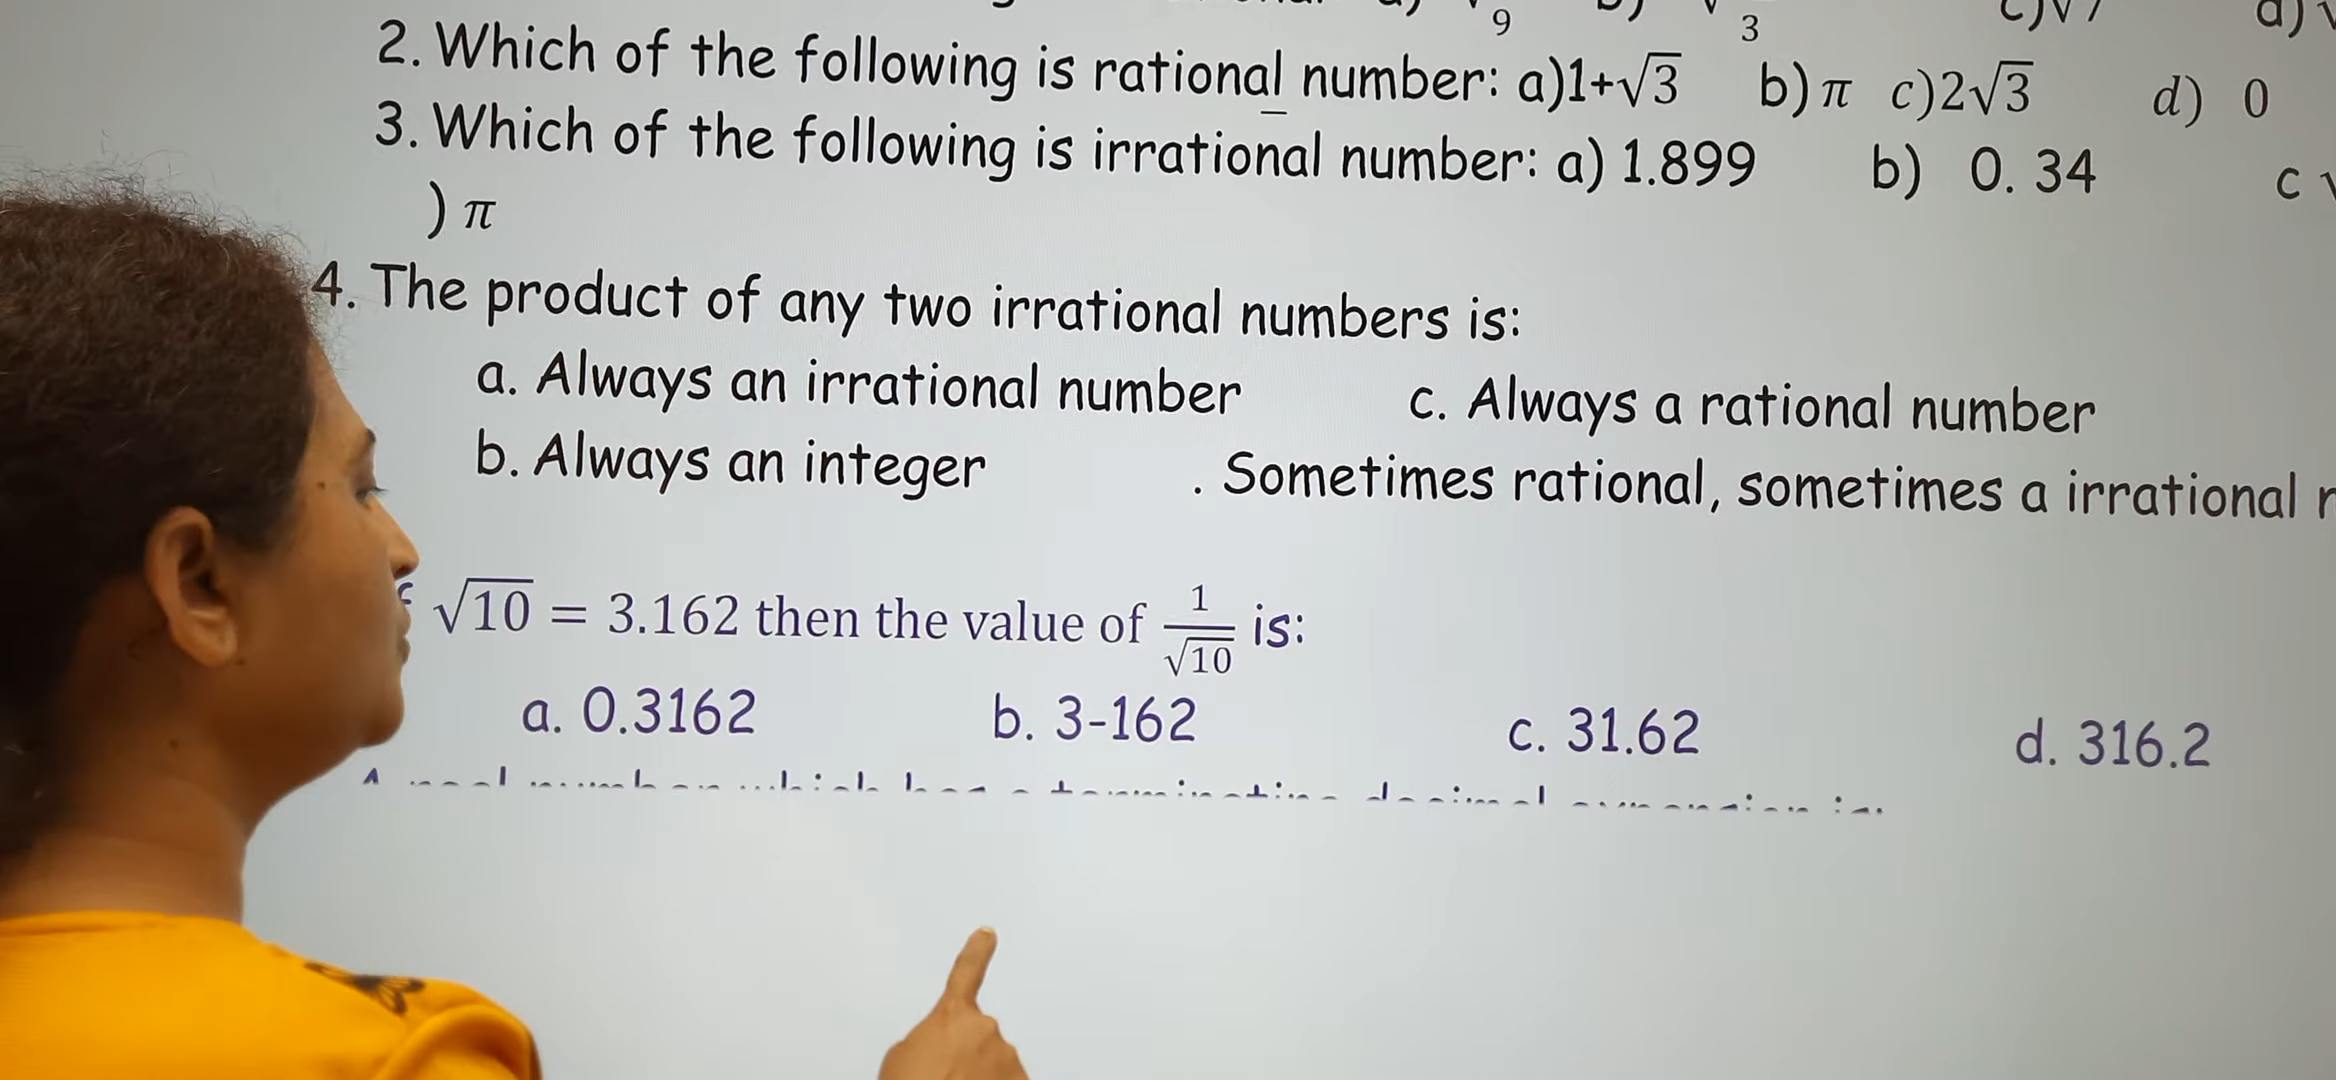 9 3 c)√7 d)
2. Which of the following is rational number: a)1+√3 b) π c)2√3 d) 0
3. Which of the following is irrational number: a) 1.899 b) 0. 34 c
) π
4. The product of any two irrational numbers is:
a. Always an irrational number c. Always a rational number
b. Always an integer . Sometimes rational, sometimes a irrational
√10 = 3.162 then the value of 1/√10 is:
a. 0.3162 b. 3-162 c. 31.62 d. 316.2